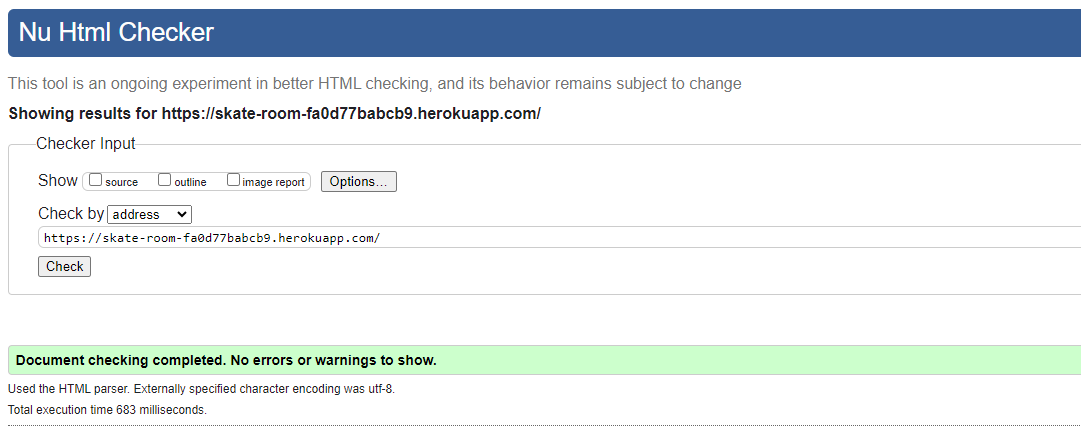 Nu Html Checker
This tool is an ongoing experiment in better HTML checking, and its behavior remains subject to change
Showing results for https://skate-room-fa0d77babcb9.herokuapp.com/
Checker Input
Show source outline image report Options...
Check by address
https://skate-room-fa0d77babcb9.herokuapp.com/
Check
Document checking completed. No errors or warnings to show.
Used the HTML parser. Externally specified character encoding was utf-8.
Total execution time 683 milliseconds.